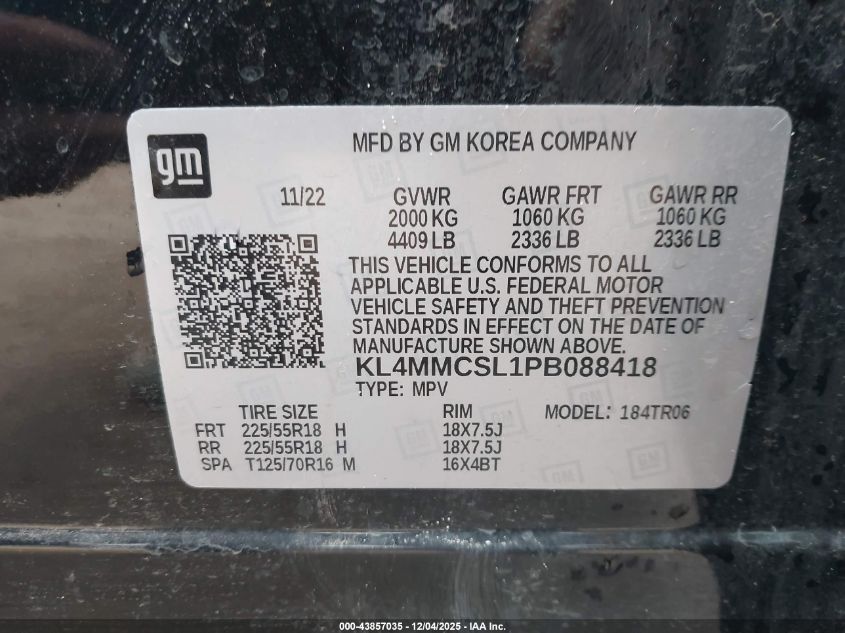 gm
MFD BY GM KOREA COMPANY
11/22
GVWR GAWR FRT GAWR RR
2000 KG 1060 KG 1060 KG
4409 LB 2336 LB 2336 LB
THIS VEHICLE CONFORMS TO ALL
APPLICABLE U.S. FEDERAL MOTOR
VEHICLE SAFETY AND THEFT PREVENTION
STANDARDS IN EFFECT ON THE DATE OF
MANUFACTURE SHOWN ABOVE.
KL4MMCSL1PB088418
TYPE: MPV
TIRE SIZE RIM MODEL: 184TR06
FRT 225/55R18 H 18X7.5J
RR 225/55R18 H 18X7.5J
SPA T125/70R16 M 16X4BT
000-43857035 - 12/04/2025 - IAA Inc.